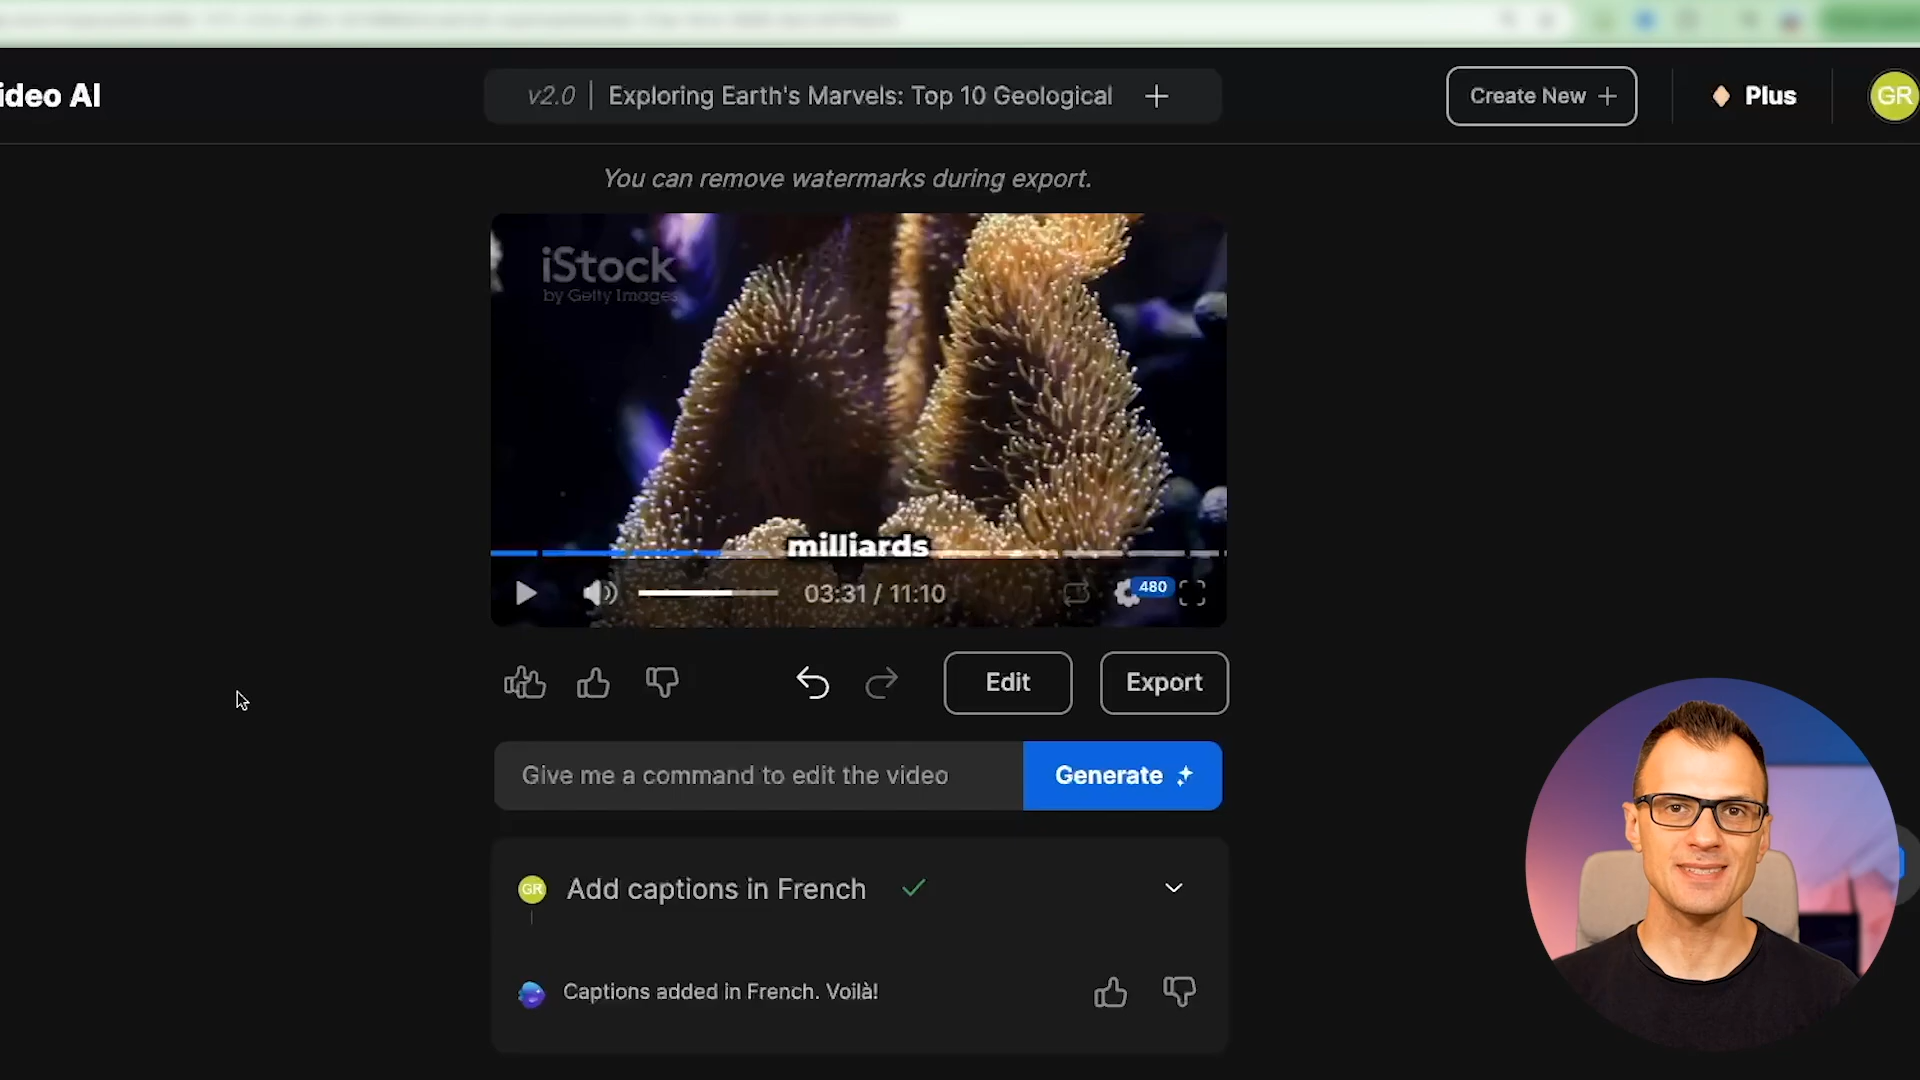 ideo AI
v2.0 | Exploring Earth's Marvels: Top 10 Geological +
Create New +
Plus
GR
You can remove watermarks during export.
iStock
by Getty Images
milliards
03:31 / 11:10
480
Edit
Export
Give me a command to edit the video
Generate
GR
Add captions in French
Captions added in French. Voilà!